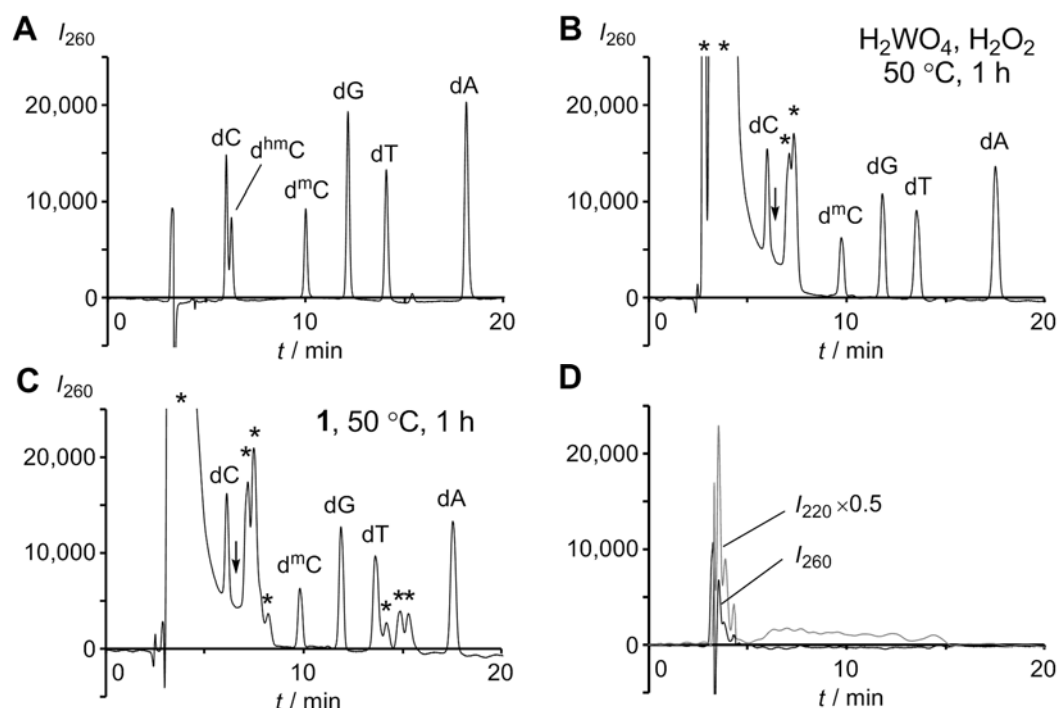 A
I260
20,000
10,000
0
dC
dhmC
dmC
dG
dT
dA
0
10
20
t / min
B
I260
H2WO4, H2O2
50 °C, 1 h
* *
20,000
10,000
0
dC
*
*
dmC
dG
dT
dA
0
10
20
t / min
C
I260
1, 50 °C, 1 h
*
20,000
10,000
0
dC
*
*
*
dmC
dG
dT
*
**
dA
0
10
20
t / min
D
20,000
10,000
0
I220 ×0.5
I260
0
10
20
t / min